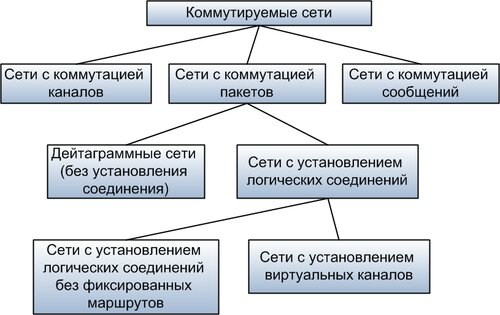 Коммутируемые сети
Сети с коммутацией
каналов
Сети с коммутацией
пакетов
Сети с коммутацией
сообщений
Дейтаграммные сети
(без установления
соединения)
Сети с установлением
логических соединений
Сети с установлением
логических соединений
без фиксированных
маршрутов
Сети с установлением
виртуальных каналов